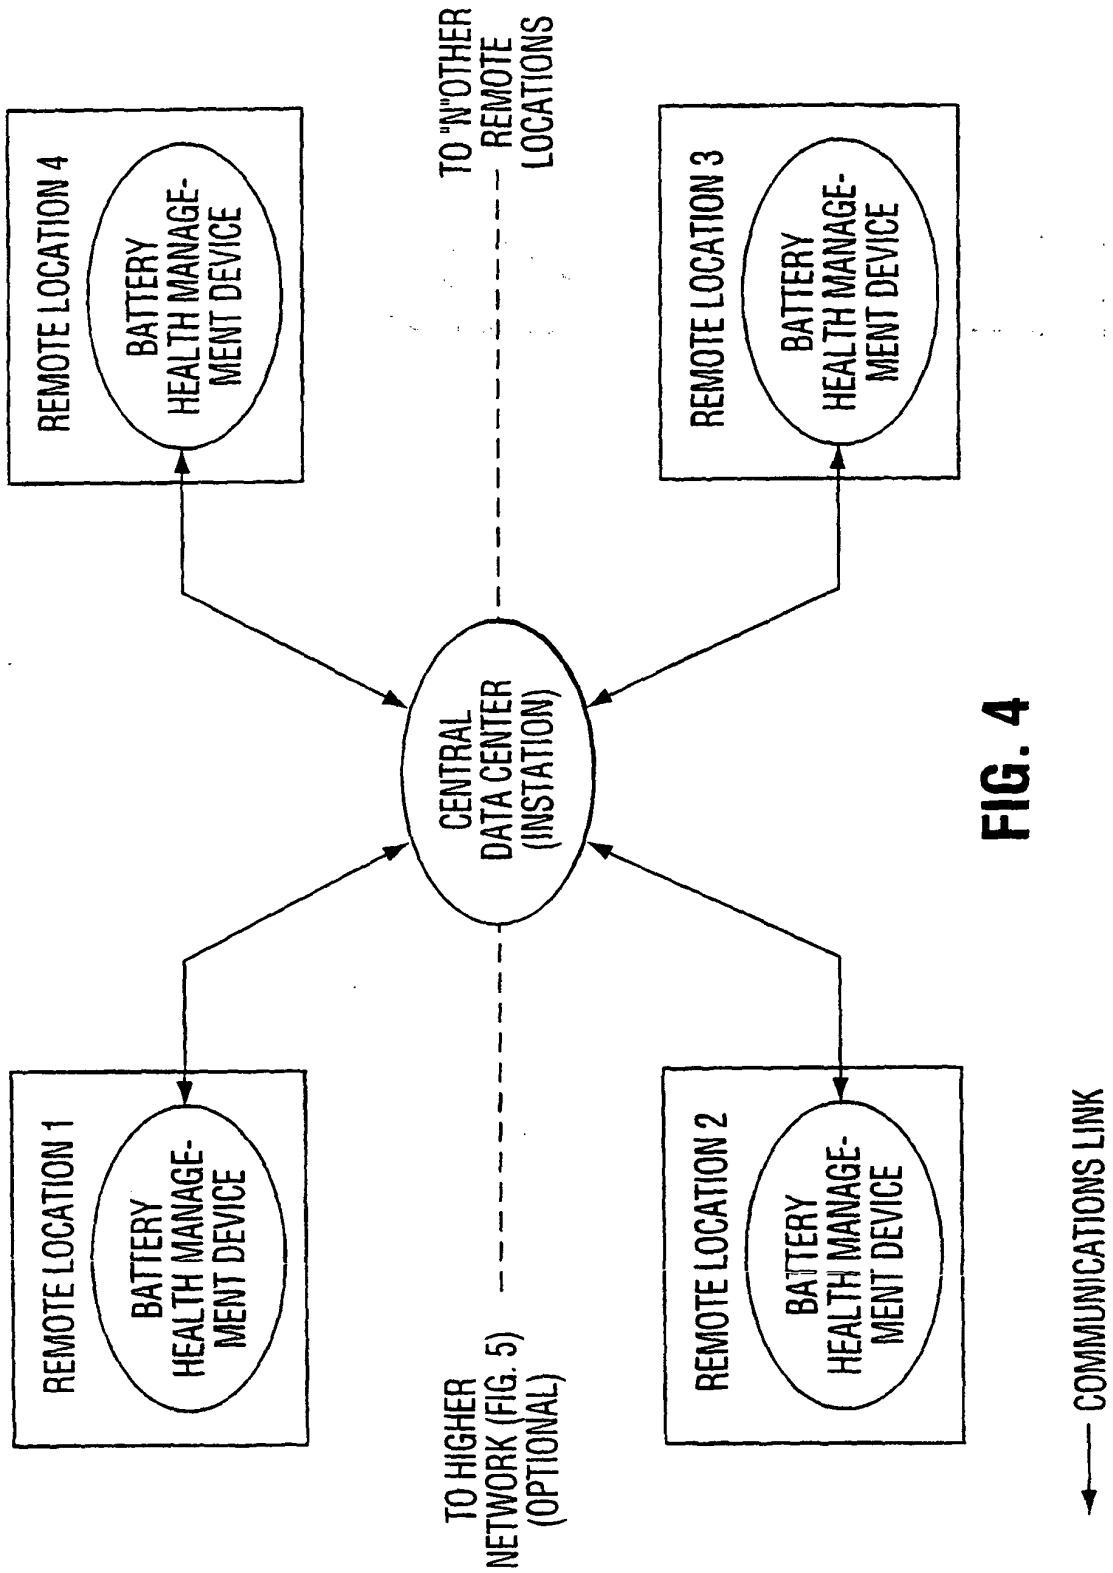 REMOTE LOCATION 1
BATTERY
HEALTH MANAGE-
MENT DEVICE
REMOTE LOCATION 4
BATTERY
HEALTH MANAGE-
MENT DEVICE
TO HIGHER
NETWORK (FIG. 5)
(OPTIONAL)
CENTRAL
DATA CENTER
(INSTATION)
TO "N"OTHER
REMOTE
LOCATIONS
REMOTE LOCATION 2
BATTERY
HEALTH MANAGE-
MENT DEVICE
REMOTE LOCATION 3
BATTERY
HEALTH MANAGE-
MENT DEVICE
FIG. 4
COMMUNICATIONS LINK